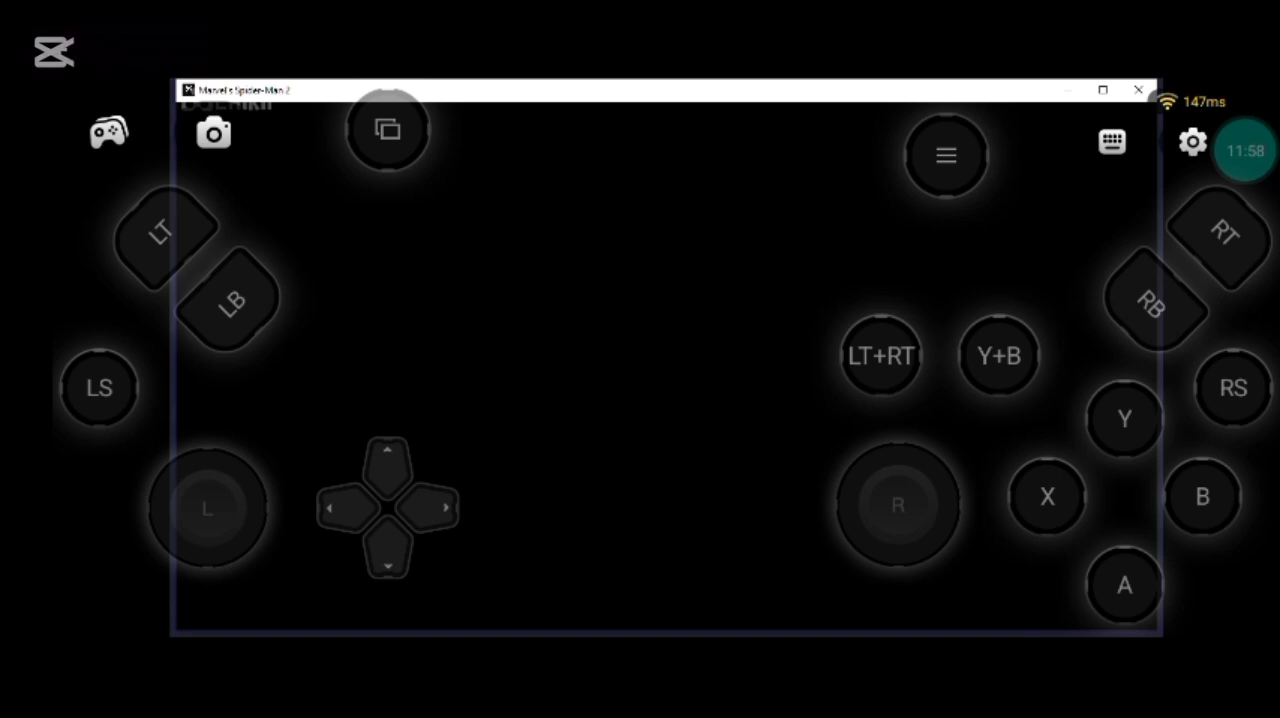 Marvel's Spider-Man 2
147ms
11:58
LT
RT
LB
RB
LT+RT
Y+B
LS
RS
Y
X
B
L
R
A